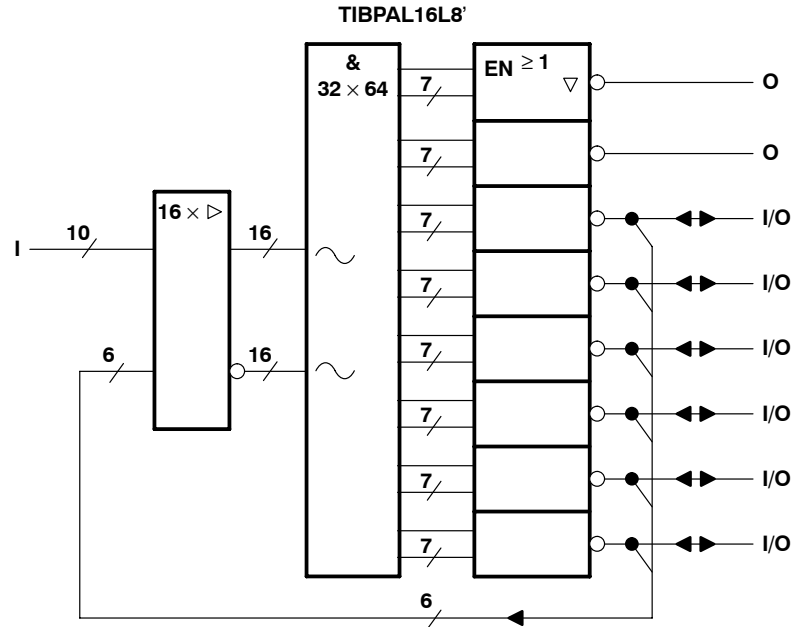 TIBPAL16L8’
&
32 × 64
7
EN ≥ 1
▽
O
7
O
16 × ▷
7
I/O
I
10
16
7
I/O
6
16
7
I/O
7
I/O
7
I/O
7
I/O
6